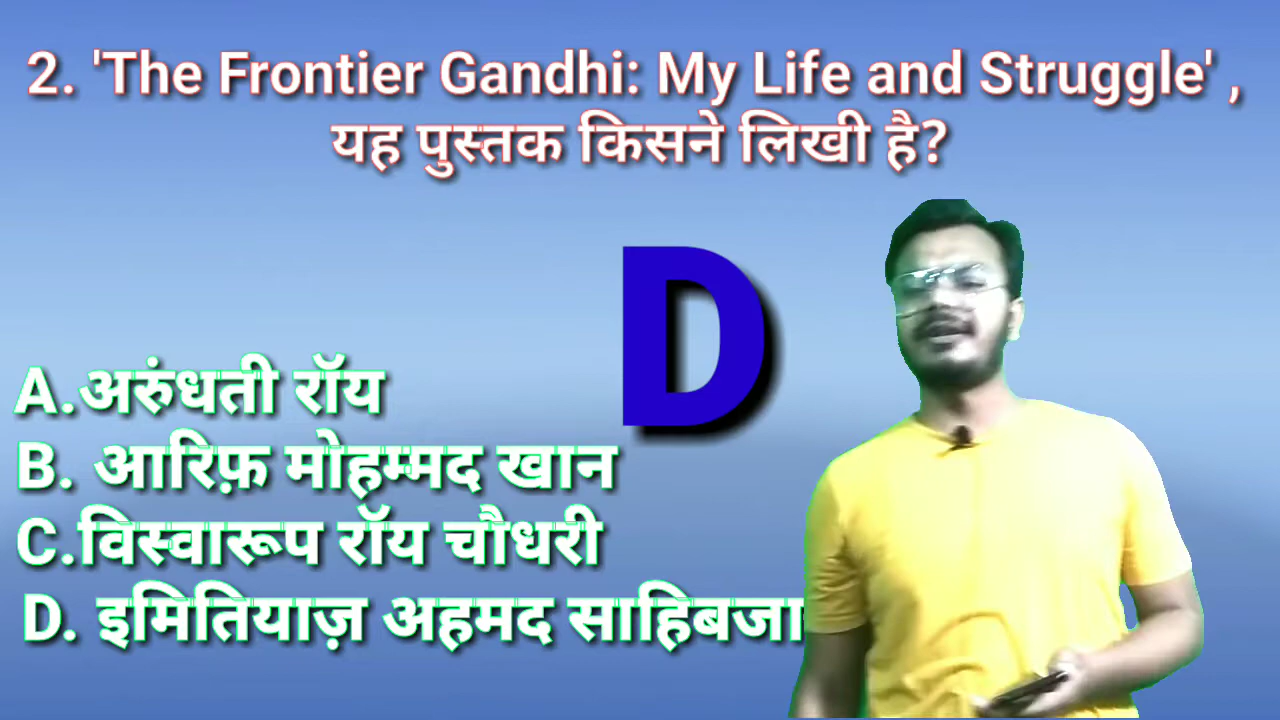 2. 'The Frontier Gandhi: My Life and Struggle' ,
यह पुस्तक किसने लिखी है?
D
A.अरुंधती रॉय
B. आरिफ़ मोहम्मद खान
C.विस्वारूप रॉय चौधरी
D. इमितियाज़ अहमद साहिबजा